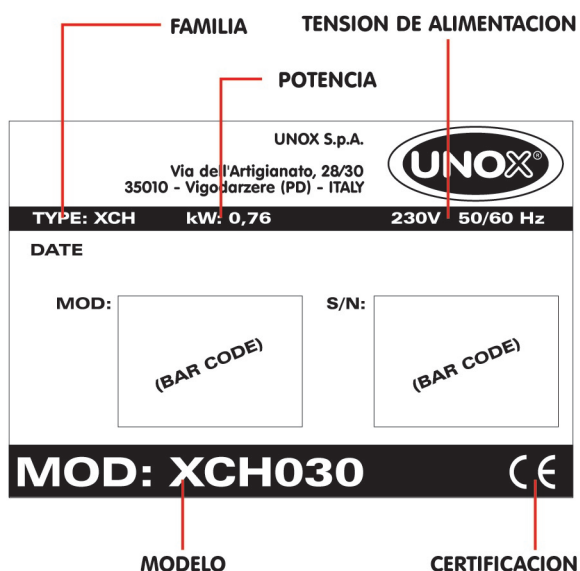 FAMILIA
TENSION DE ALIMENTACION
POTENCIA
UNOX S.p.A.
Via dell'Artigianato, 28/30
35010 - Vigodarzere (PD) - ITALY
UNOX®
TYPE: XCH kW: 0,76 230V 50/60 Hz
DATE
MOD:
(BAR CODE)
S/N:
(BAR CODE)
MOD: XCH030 CE
MODELO
CERTIFICACION